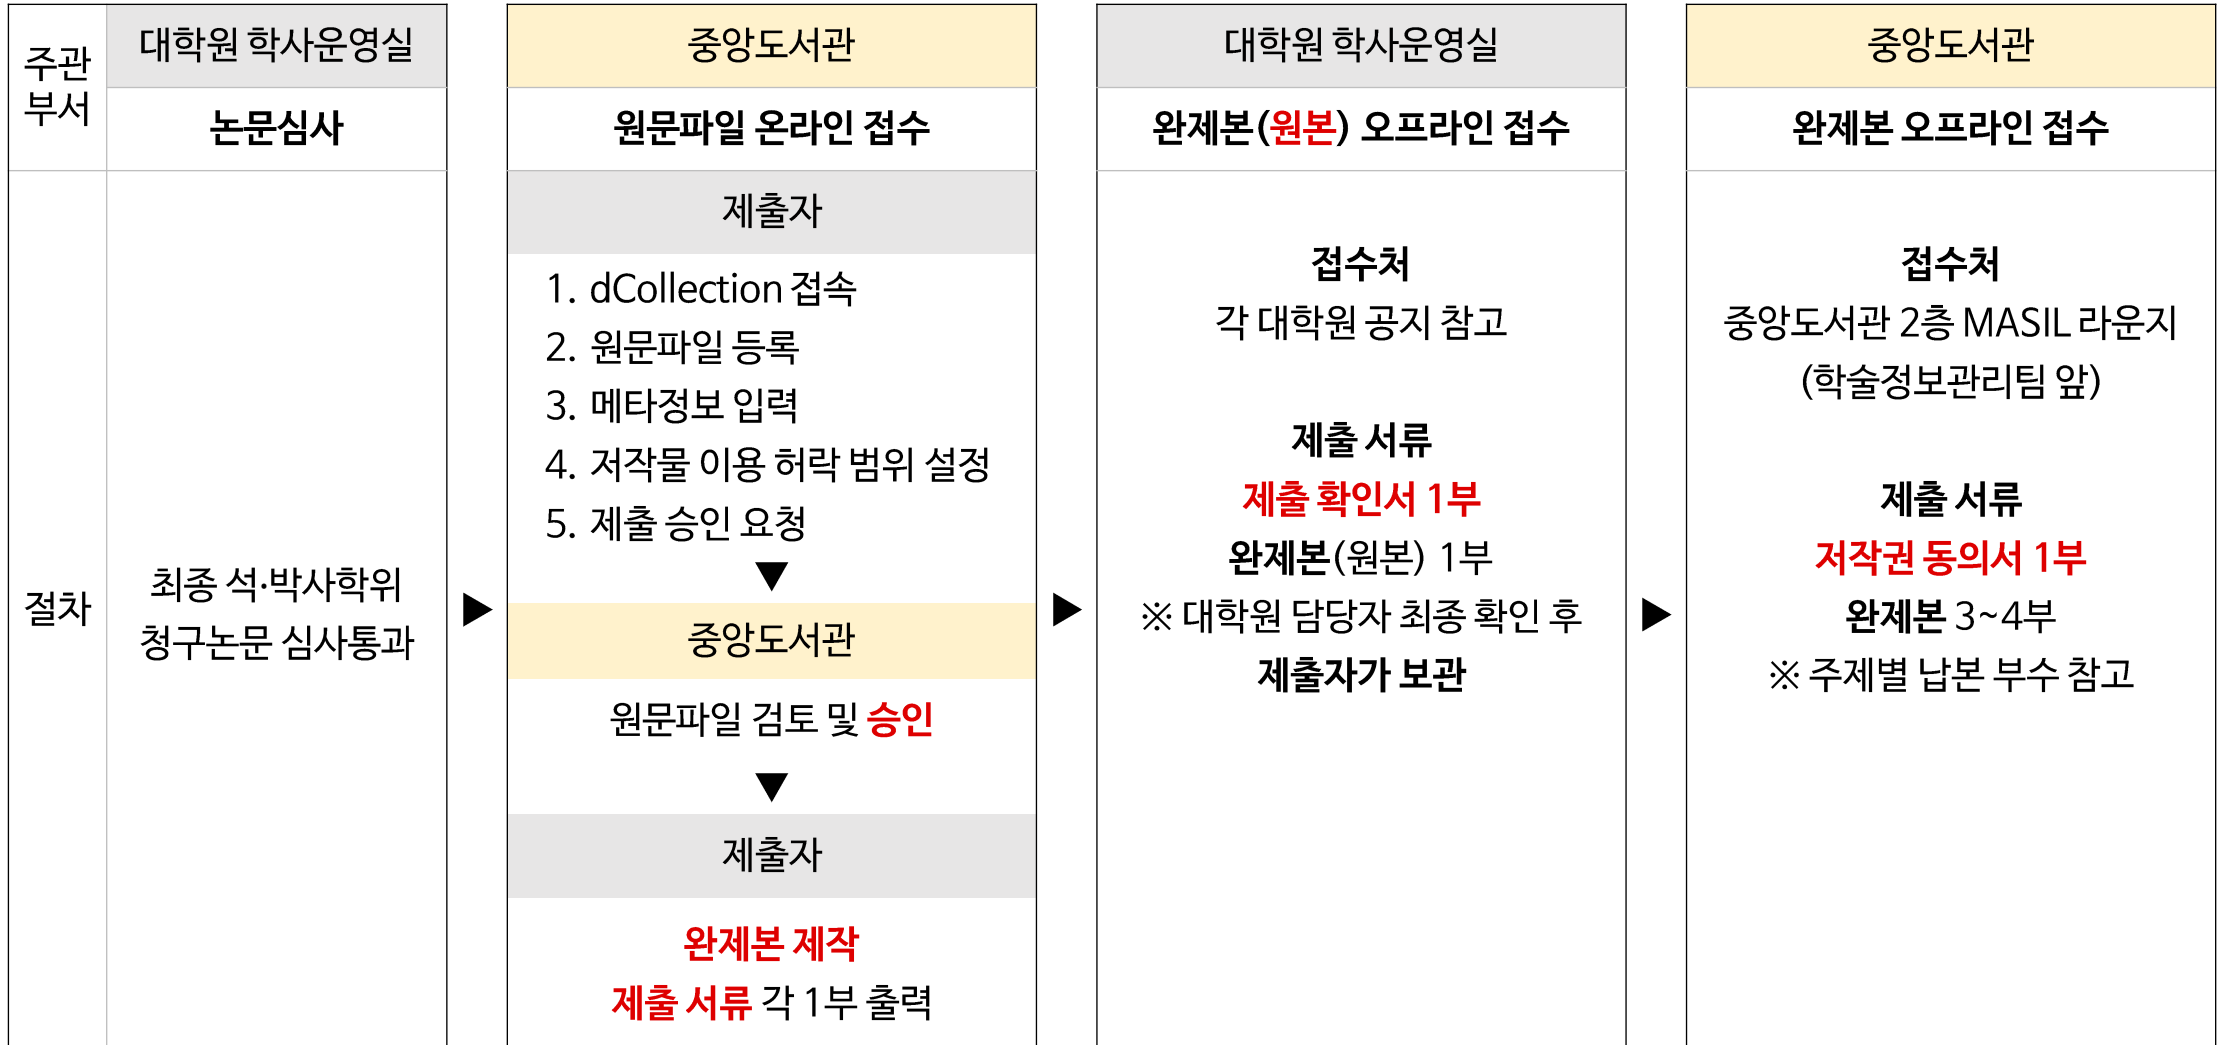 주관
부서
대학원 학사운영실
논문심사
절차
최종 석·박사학위
청구논문 심사통과
▶
중앙도서관
원문파일 온라인 접수
제출자
1. dCollection 접속
2. 원문파일 등록
3. 메타정보 입력
4. 저작물 이용 허락 범위 설정
5. 제출 승인 요청
▼
중앙도서관
원문파일 검토 및 승인
▼
제출자
완제본 제작
제출 서류 각 1부 출력
▶
대학원 학사운영실
완제본(원본) 오프라인 접수
접수처
각 대학원 공지 참고
제출 서류
제출 확인서 1부
완제본(원본) 1부
※ 대학원 담당자 최종 확인 후
제출자가 보관
▶
중앙도서관
완제본 오프라인 접수
접수처
중앙도서관 2층 MASIL 라운지
(학술정보관리팀 앞)
제출 서류
저작권 동의서 1부
완제본 3~4부
※ 주제별 납본 부수 참고